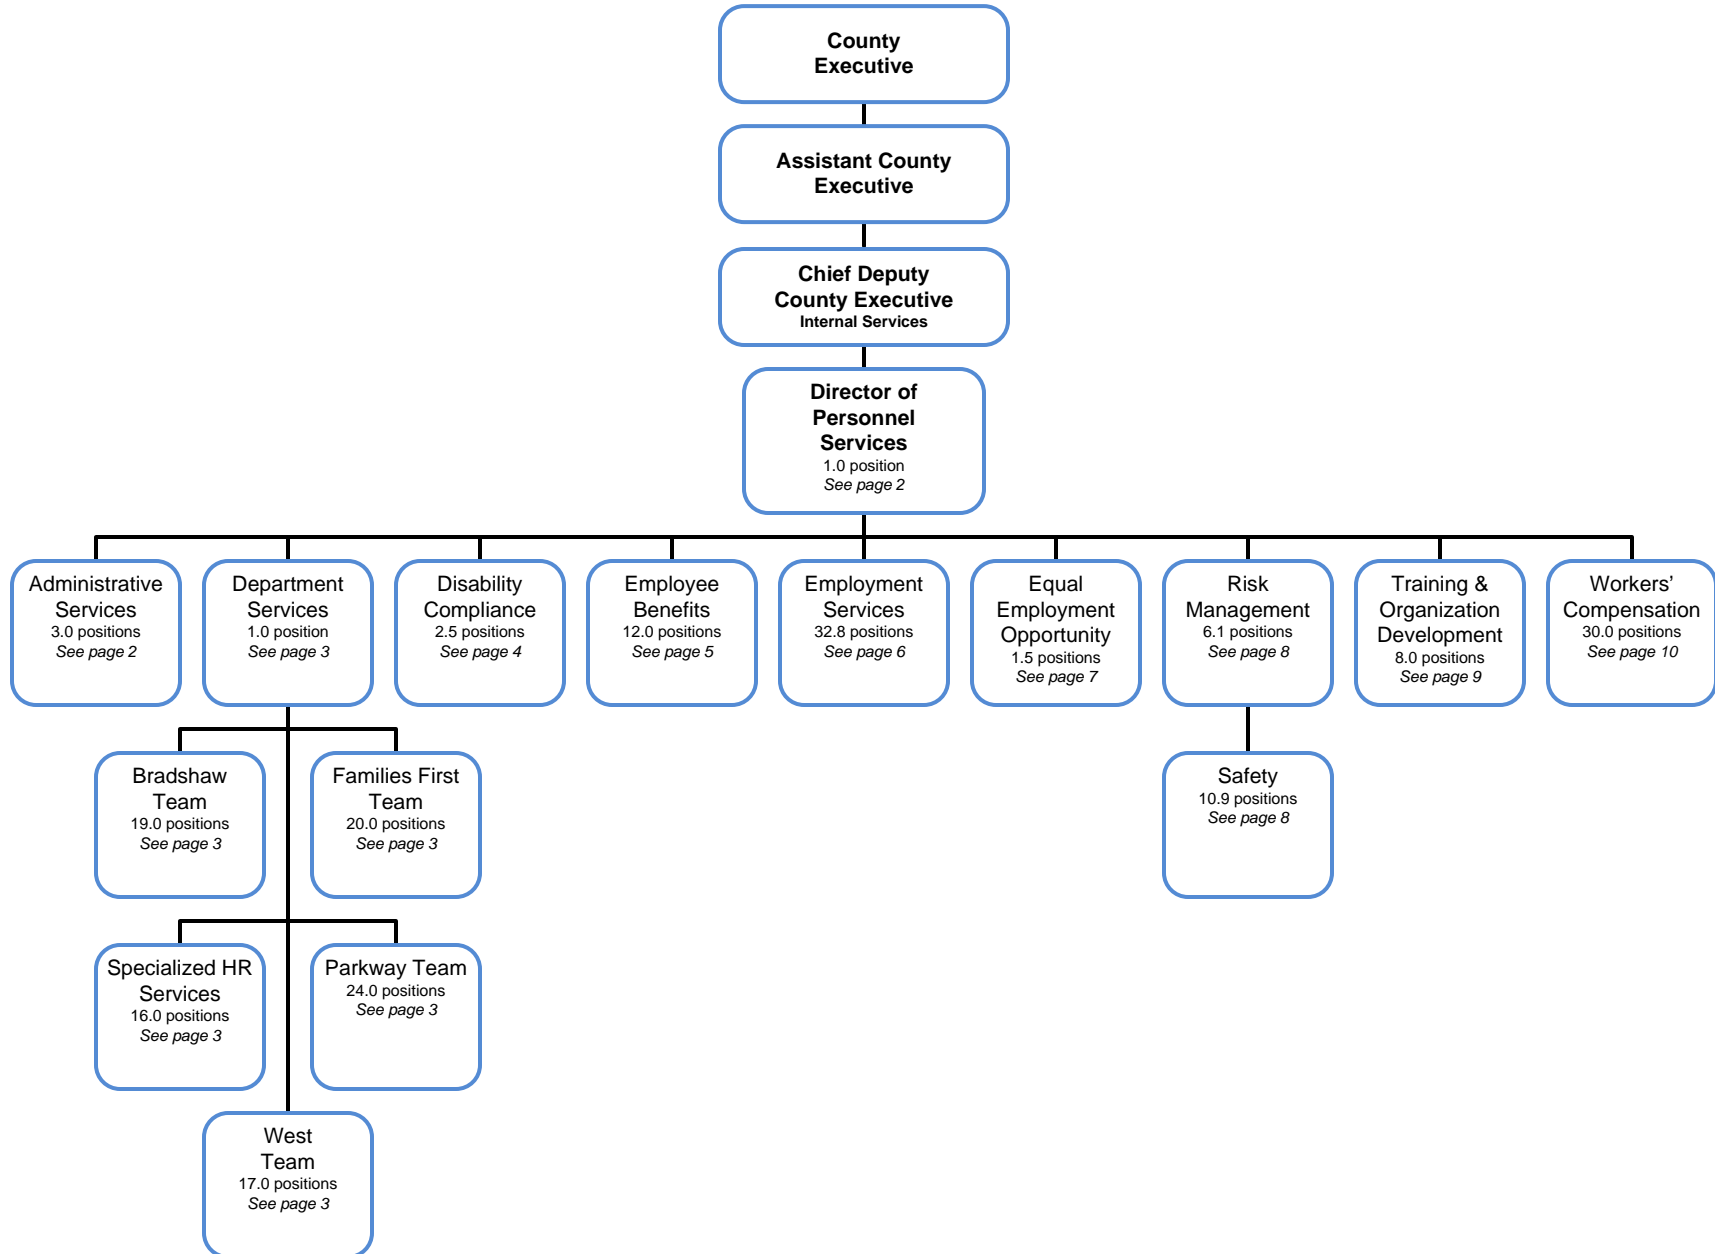 County
Executive
Assistant County
Executive
Chief Deputy
County Executive
Internal Services
Director of
Personnel
Services
1.0 position
See page 2
Administrative
Services
3.0 positions
See page 2
Department
Services
1.0 position
See page 3
Disability
Compliance
2.5 positions
See page 4
Employee
Benefits
12.0 positions
See page 5
Employment
Services
32.8 positions
See page 6
Equal
Employment
Opportunity
1.5 positions
See page 7
Risk
Management
6.1 positions
See page 8
Training &
Organization
Development
8.0 positions
See page 9
Workers’
Compensation
30.0 positions
See page 10
Bradshaw
Team
19.0 positions
See page 3
Families First
Team
20.0 positions
See page 3
Safety
10.9 positions
See page 8
Specialized HR
Services
16.0 positions
See page 3
Parkway Team
24.0 positions
See page 3
West
Team
17.0 positions
See page 3